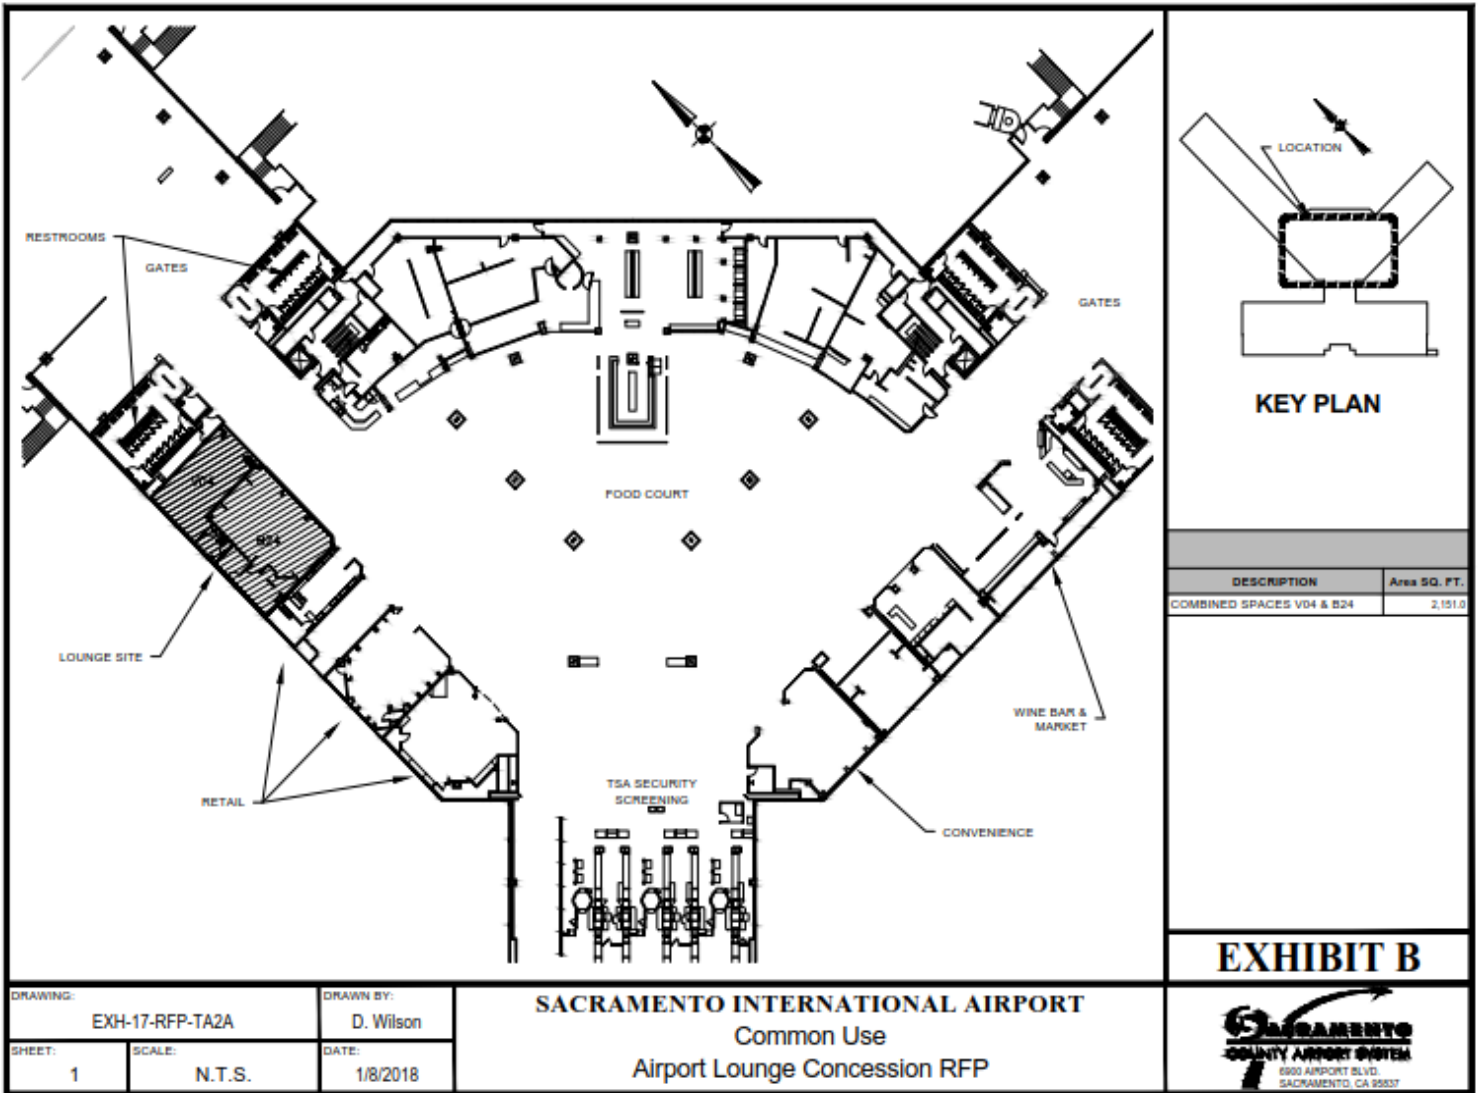 RESTROOMS
GATES
GATES
V04
B24
FOOD COURT
LOUNGE SITE
RETAIL
TSA SECURITY
SCREENING
WINE BAR &
MARKET
CONVENIENCE
LOCATION
KEY PLAN
DESCRIPTION Area SQ. FT.
COMBINED SPACES V04 & B24 2,151.0
EXHIBIT B
DRAWING:
EXH-17-RFP-TA2A
DRAWN BY:
D. Wilson
SHEET:
1
SCALE:
N.T.S.
DATE:
1/8/2018
SACRAMENTO INTERNATIONAL AIRPORT
Common Use
Airport Lounge Concession RFP
SACRAMENTO
COUNTY AIRPORT SYSTEM
6900 AIRPORT BLVD.
SACRAMENTO, CA 95837